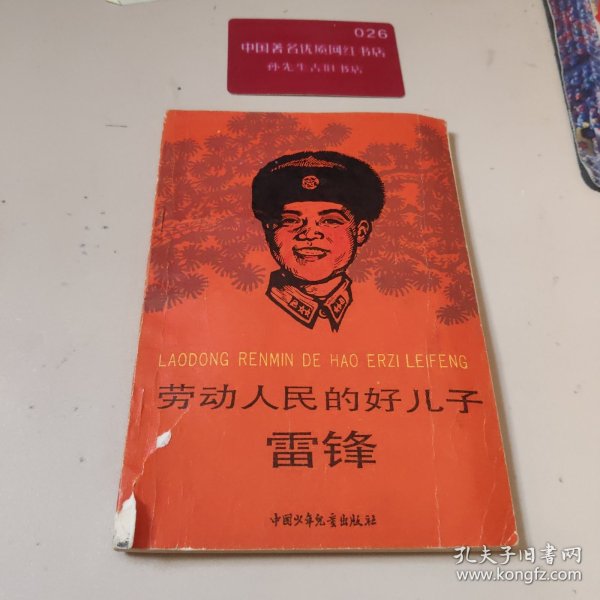 026
中国著名优质网红书店
孙先生古旧书店
LAODONG RENMIN DE HAO ERZI LEIFENG
劳动人民的好儿子
雷锋
中国少年儿童出版社
孔夫子旧书网
www.kongfz.com